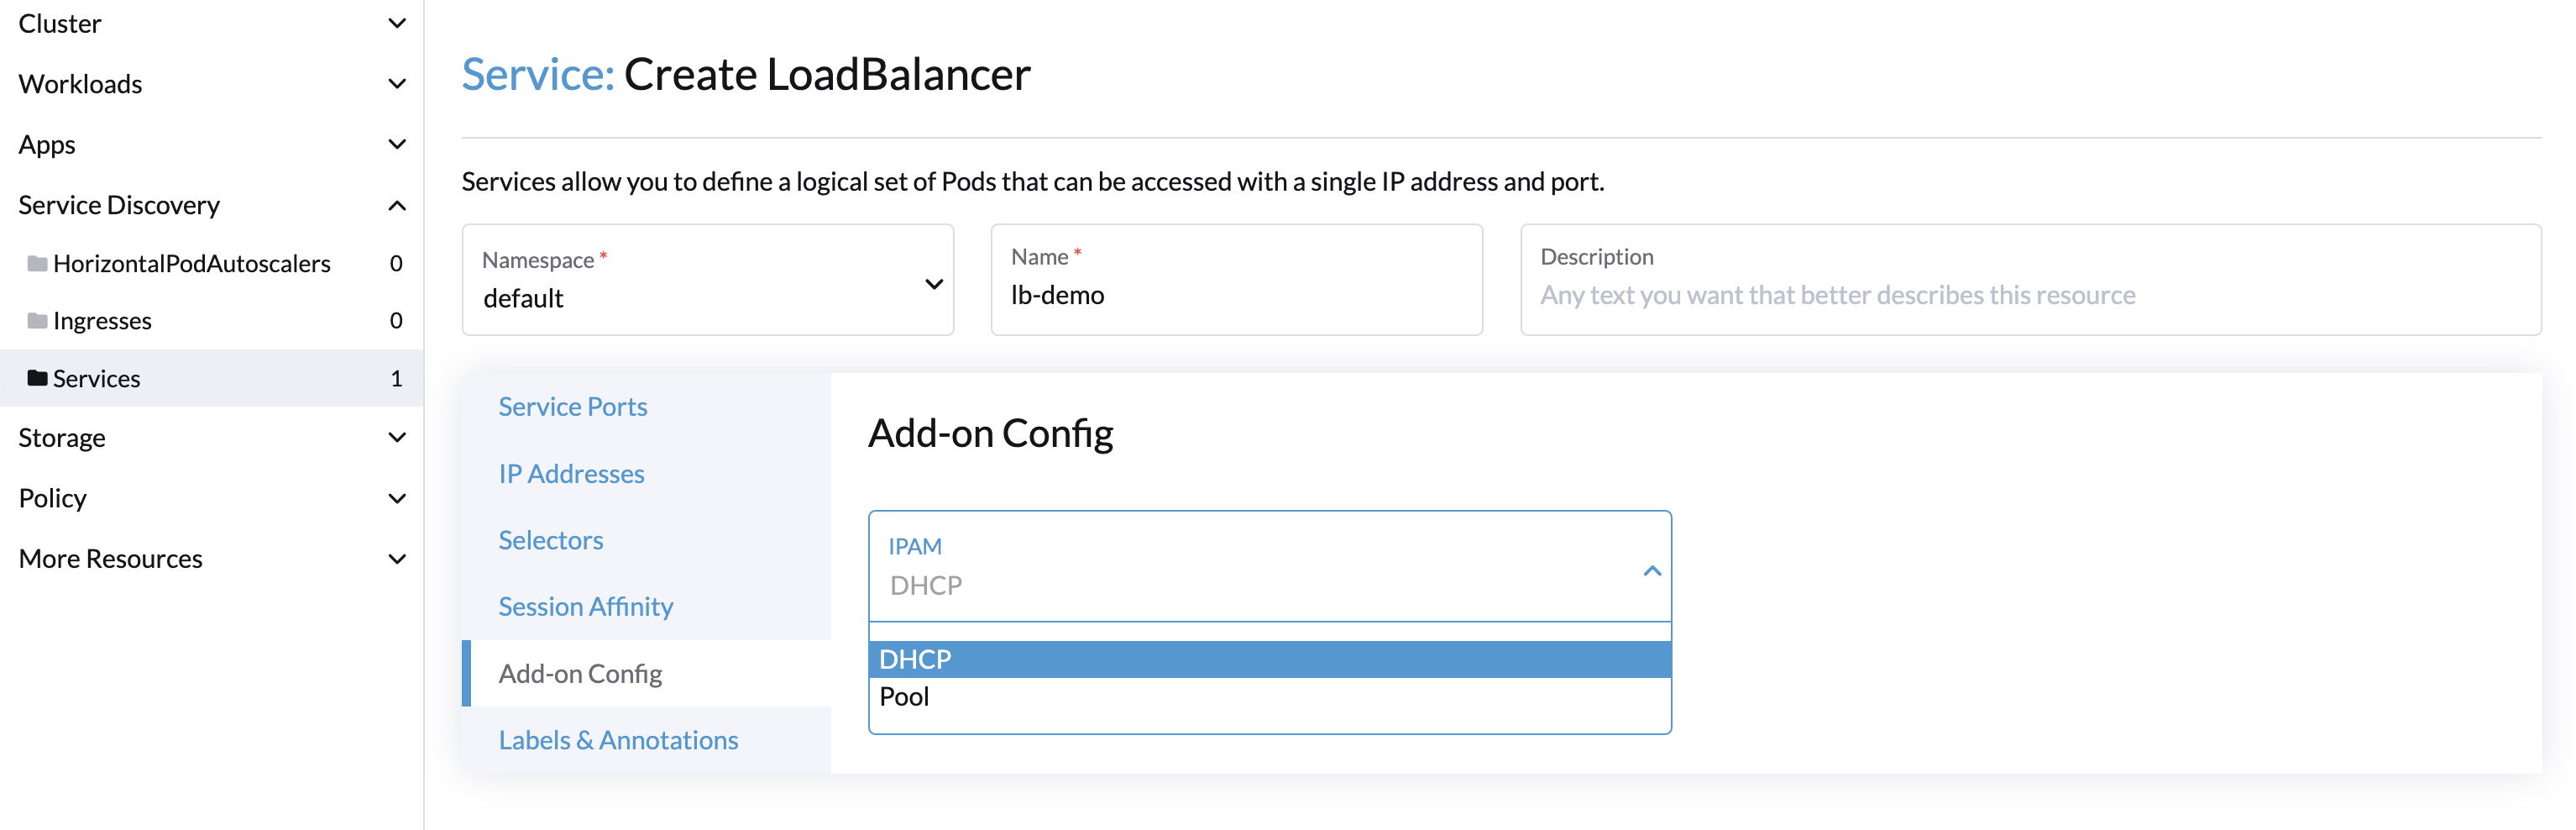 Cluster
Workloads
Apps
Service Discovery
HorizontalPodAutoscalers 0
Ingresses 0
Services 1
Storage
Policy
More Resources
Service: Create LoadBalancer
Services allow you to define a logical set of Pods that can be accessed with a single IP address and port.
Namespace *
default
Name *
lb-demo
Description
Any text you want that better describes this resource
Service Ports
IP Addresses
Selectors
Session Affinity
Add-on Config
Labels & Annotations
Add-on Config
IPAM
DHCP
DHCP
Pool